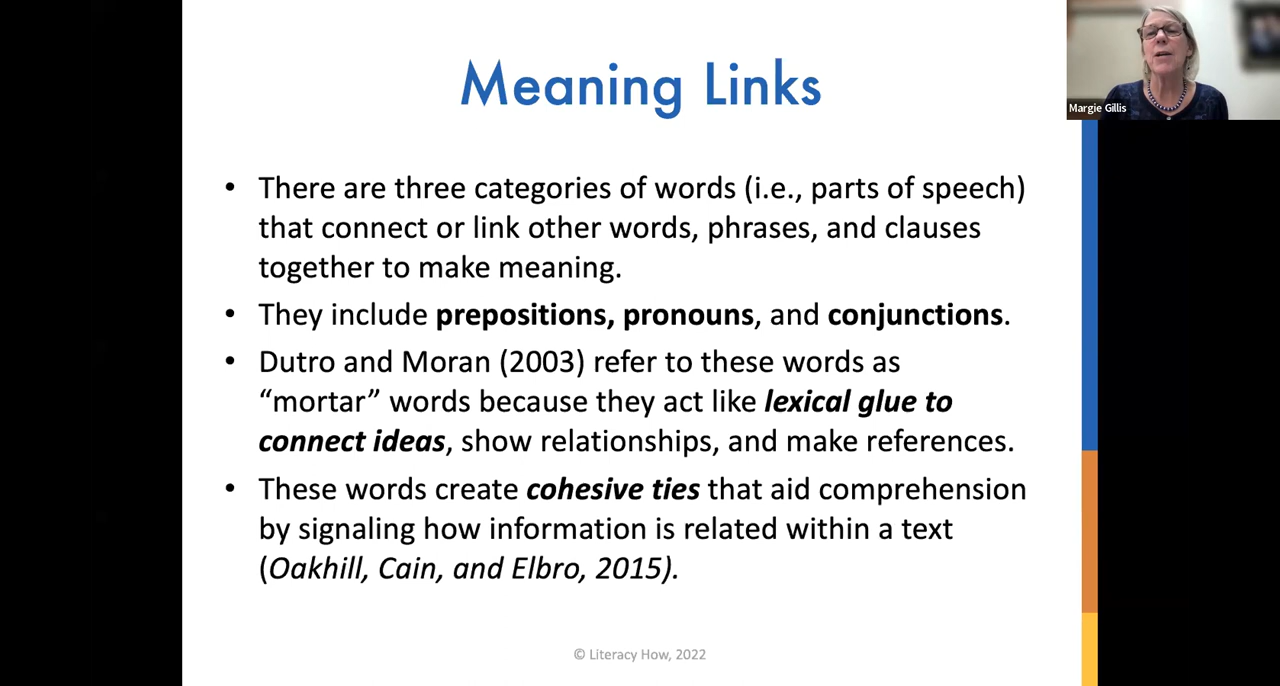 Meaning Links
Margie Gillis
• There are three categories of words (i.e., parts of speech)
that connect or link other words, phrases, and clauses
together to make meaning.
• They include prepositions, pronouns, and conjunctions.
• Dutro and Moran (2003) refer to these words as
“mortar” words because they act like lexical glue to
connect ideas, show relationships, and make references.
• These words create cohesive ties that aid comprehension
by signaling how information is related within a text
(Oakhill, Cain, and Elbro, 2015).
© Literacy How, 2022